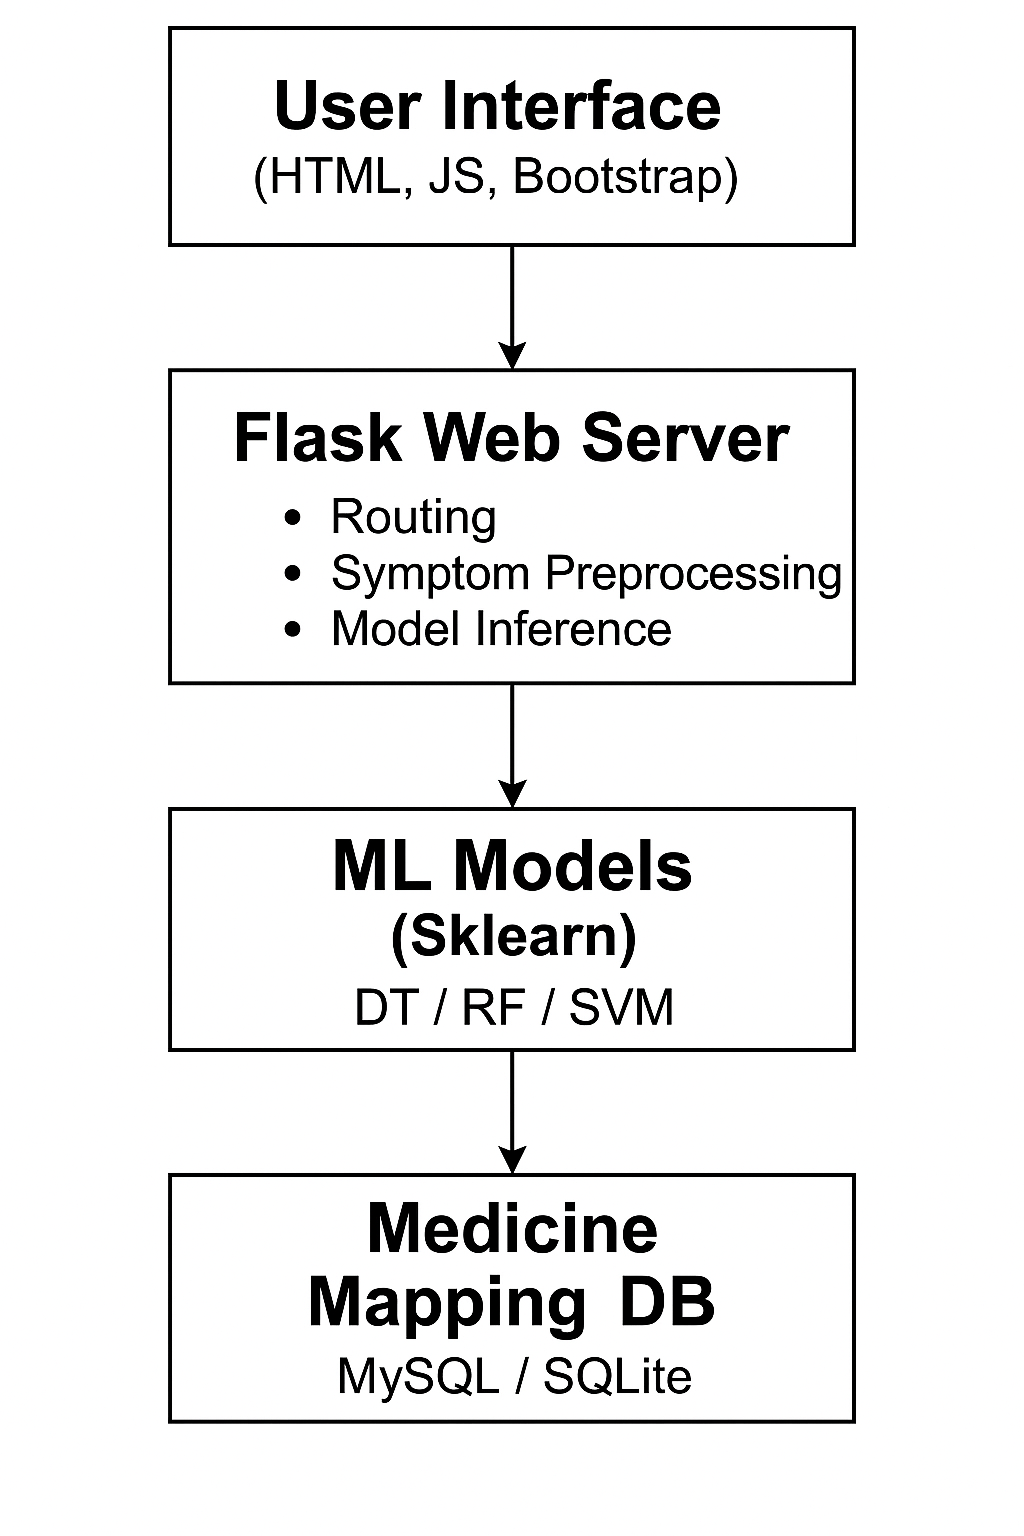 User Interface
(HTML, JS, Bootstrap)
Flask Web Server
• Routing
• Symptom Preprocessing
• Model Inference
ML Models
(Sklearn)
DT / RF / SVM
Medicine
Mapping DB
MySQL / SQLite